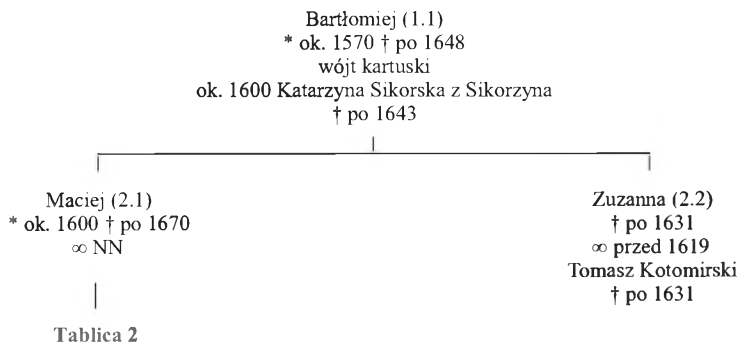 Bartłomiej (1.1)
* ok. 1570 † po 1648
wójt kartuski
ok. 1600 Katarzyna Sikorska z Sikorzyna
† po 1643
Maciej (2.1)
* ok. 1600 † po 1670
∞ NN
Tablica 2
Zuzanna (2.2)
† po 1631
∞ przed 1619
Tomasz Kotomirski
† po 1631